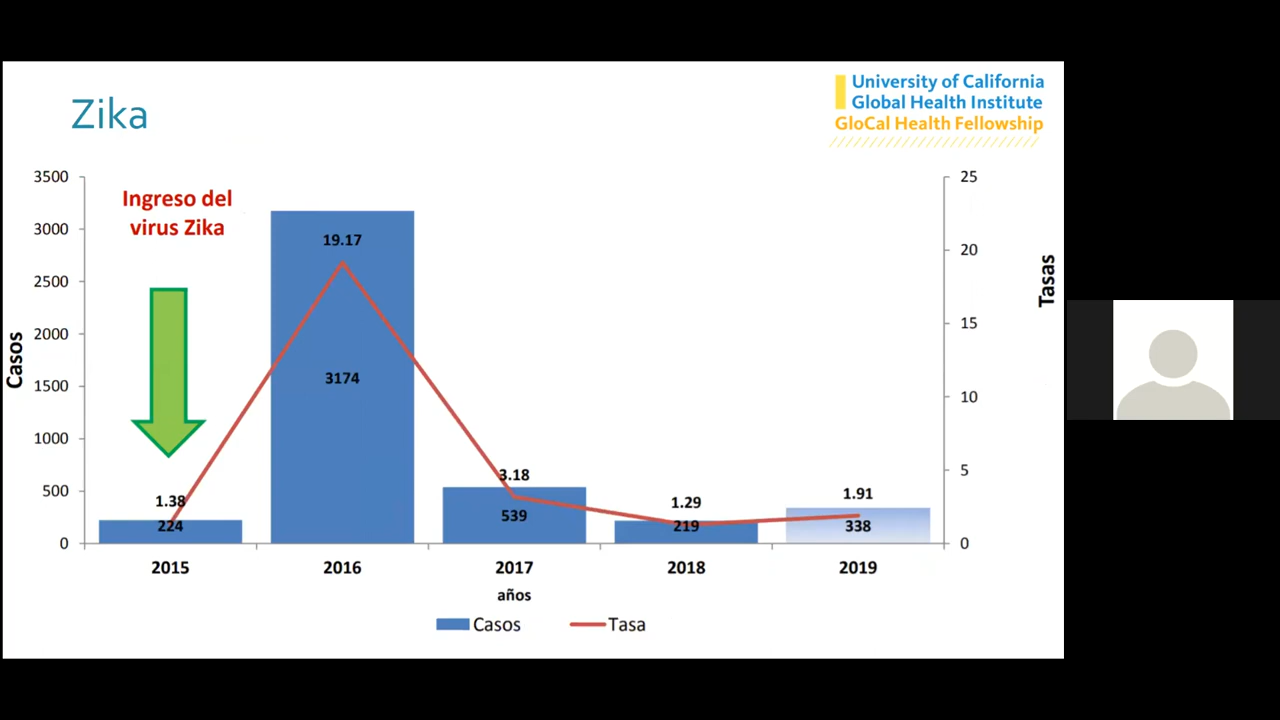 Zika
University of California
Global Health Institute
GloCal Health Fellowship
Ingreso del
virus Zika
Casos
3500
3000
2500
2000
1500
1000
500
0
1.38
224
19.17
3174
3.18
539
1.29
219
1.91
338
25
20
15
10
5
0
Tasas
2015 2016 2017 2018 2019
años
Casos Tasa